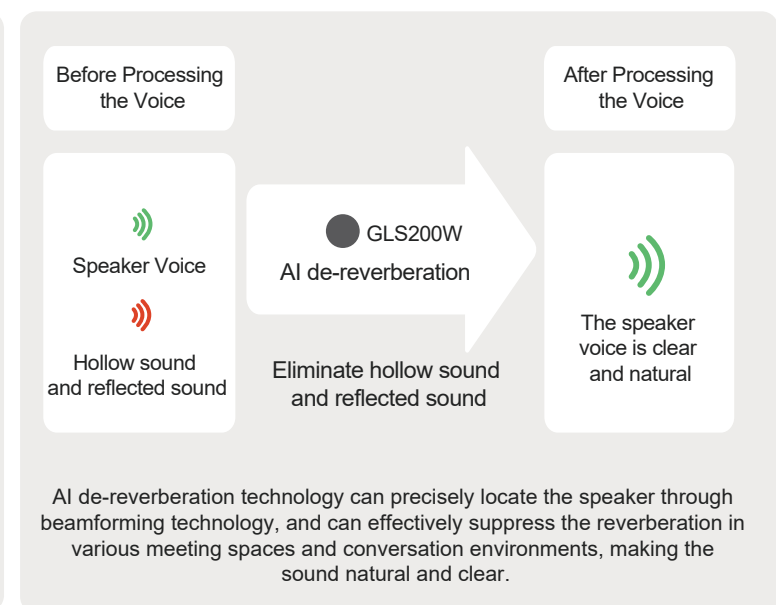 Before Processing
the Voice
Speaker Voice
Hollow sound
and reflected sound
GLS200W
AI de-reverberation
Eliminate hollow sound
and reflected sound
After Processing
the Voice
The speaker
voice is clear
and natural
AI de-reverberation technology can precisely locate the speaker through
beamforming technology, and can effectively suppress the reverberation in
various meeting spaces and conversation environments, making the
sound natural and clear.